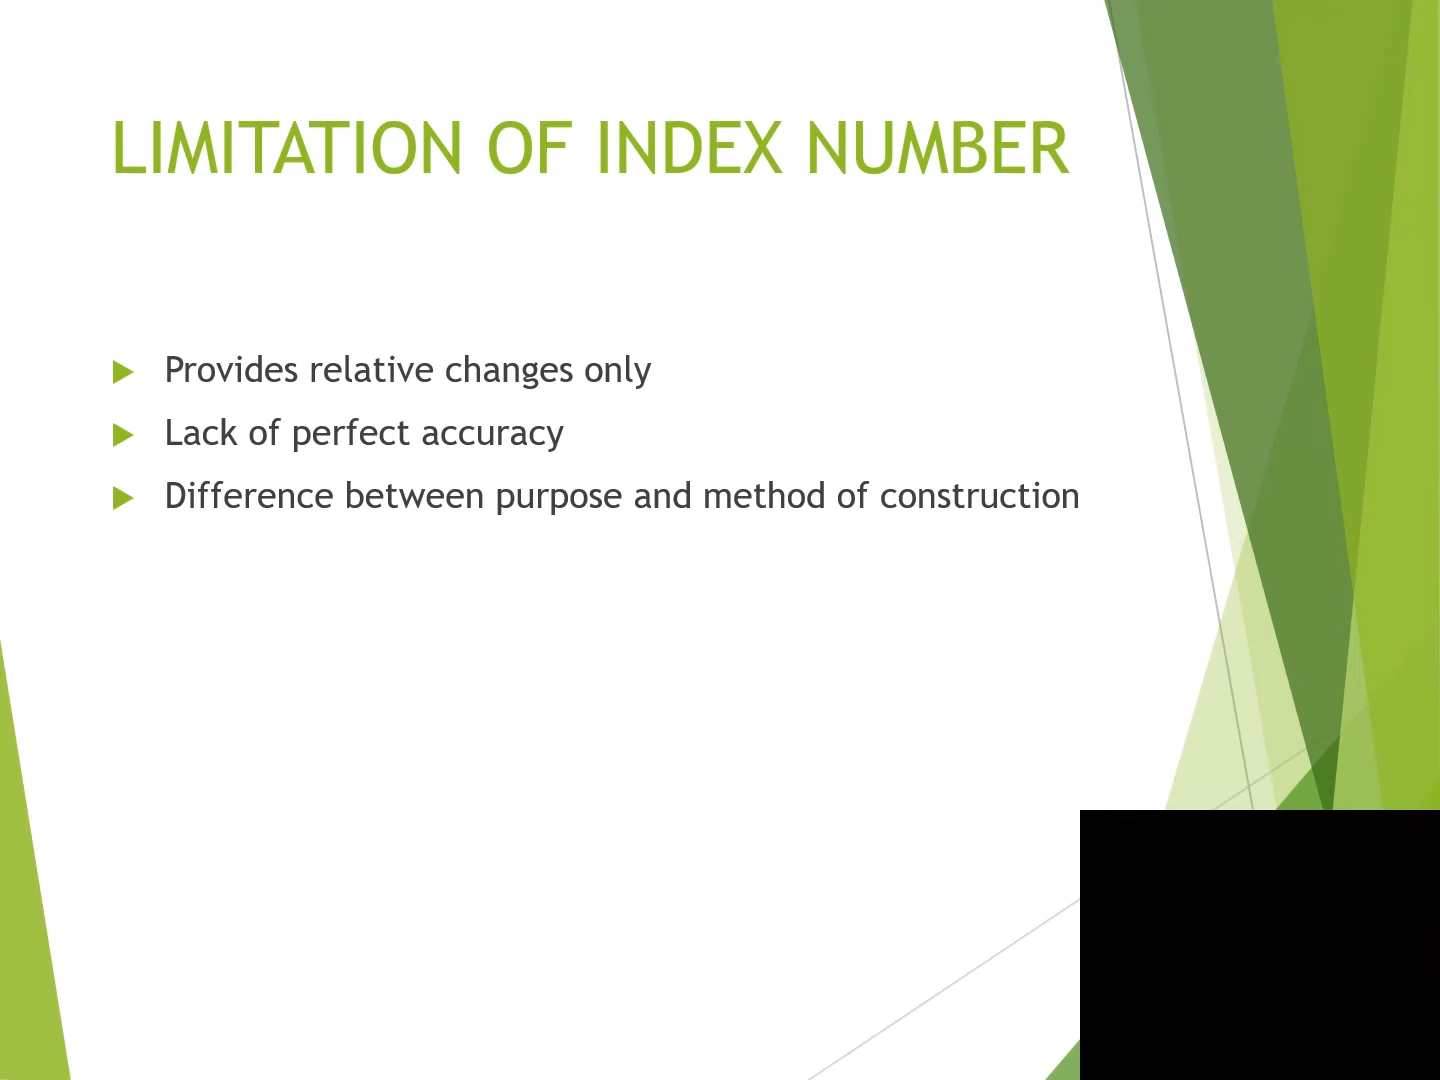 LIMITATION OF INDEX NUMBER
Provides relative changes only
Lack of perfect accuracy
Difference between purpose and method of construction